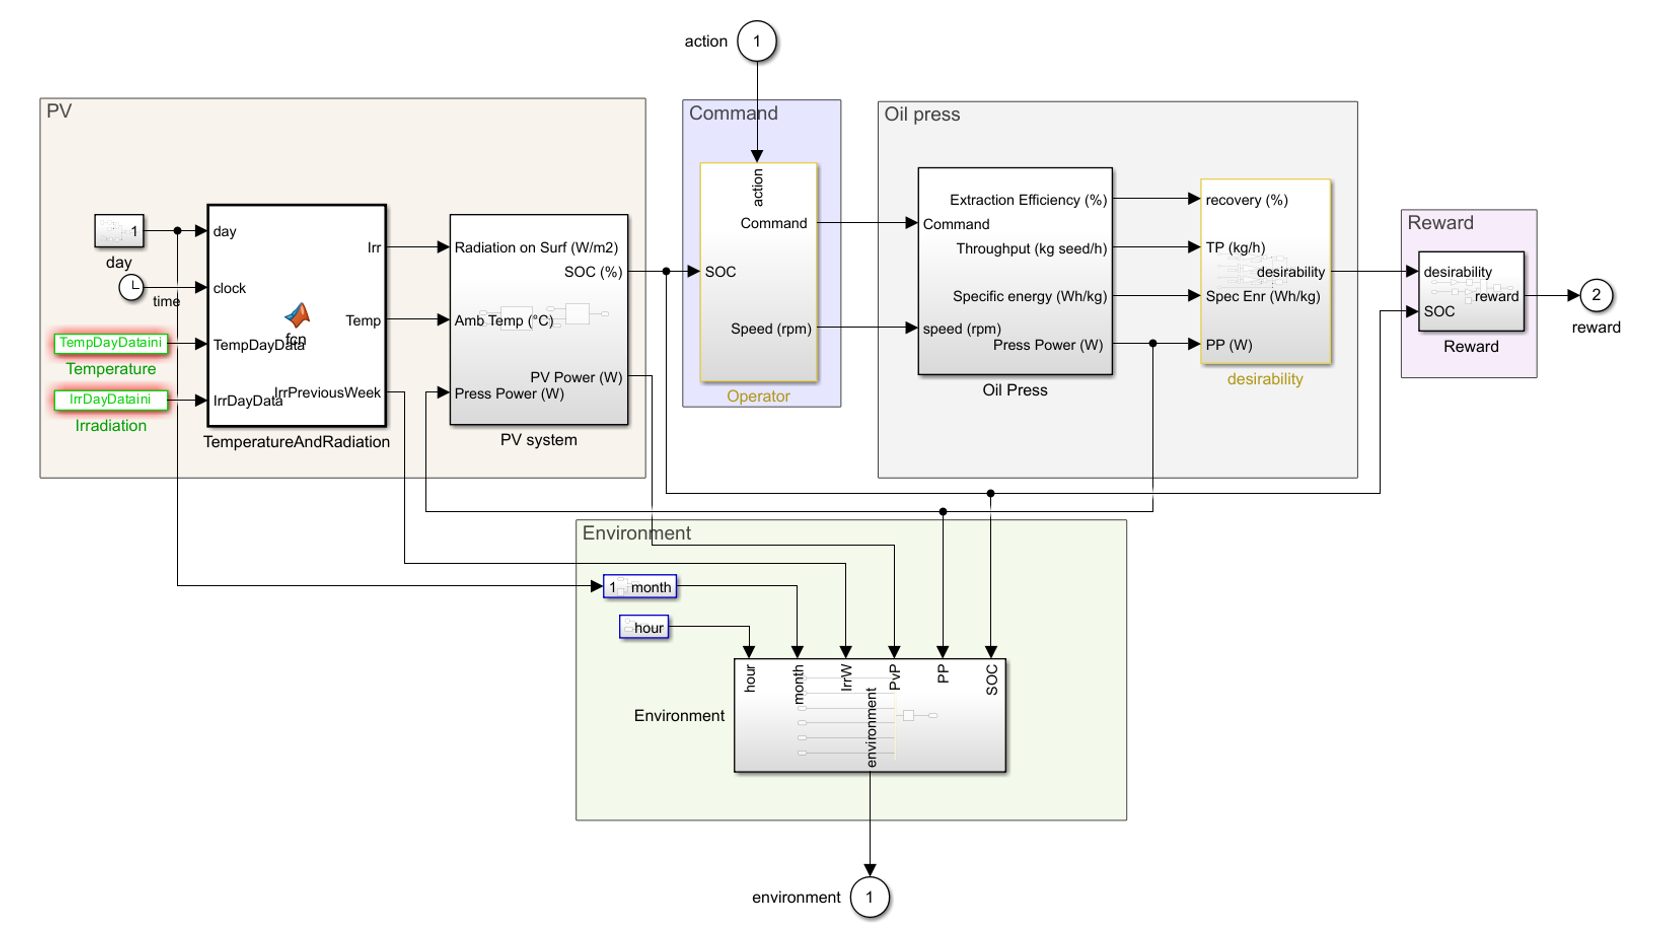 action
1
PV
Command
Oil press
action
Command
SOC
Speed (rpm)
Operator
1
day
day
clock
time
TempDayDataini
Temperature
TempDayData
IrrDayDataini
Irradiation
IrrDayData
Irr
Temp
fcn
IrrPreviousWeek
TemperatureAndRadiation
Radiation on Surf (W/m2)
SOC (%)
Amb Temp (°C)
PV Power (W)
Press Power (W)
PV system
Extraction Efficiency (%)
Command
Throughput (kg seed/h)
Specific energy (Wh/kg)
speed (rpm)
Press Power (W)
Oil Press
recovery (%)
TP (kg/h)
desirability
Spec Enr (Wh/kg)
PP (W)
desirability
Reward
desirability
reward
SOC
Reward
2
reward
Environment
1 month
hour
hour
month
IrrW
PvP
PP
SOC
environment
Environment
environment
1